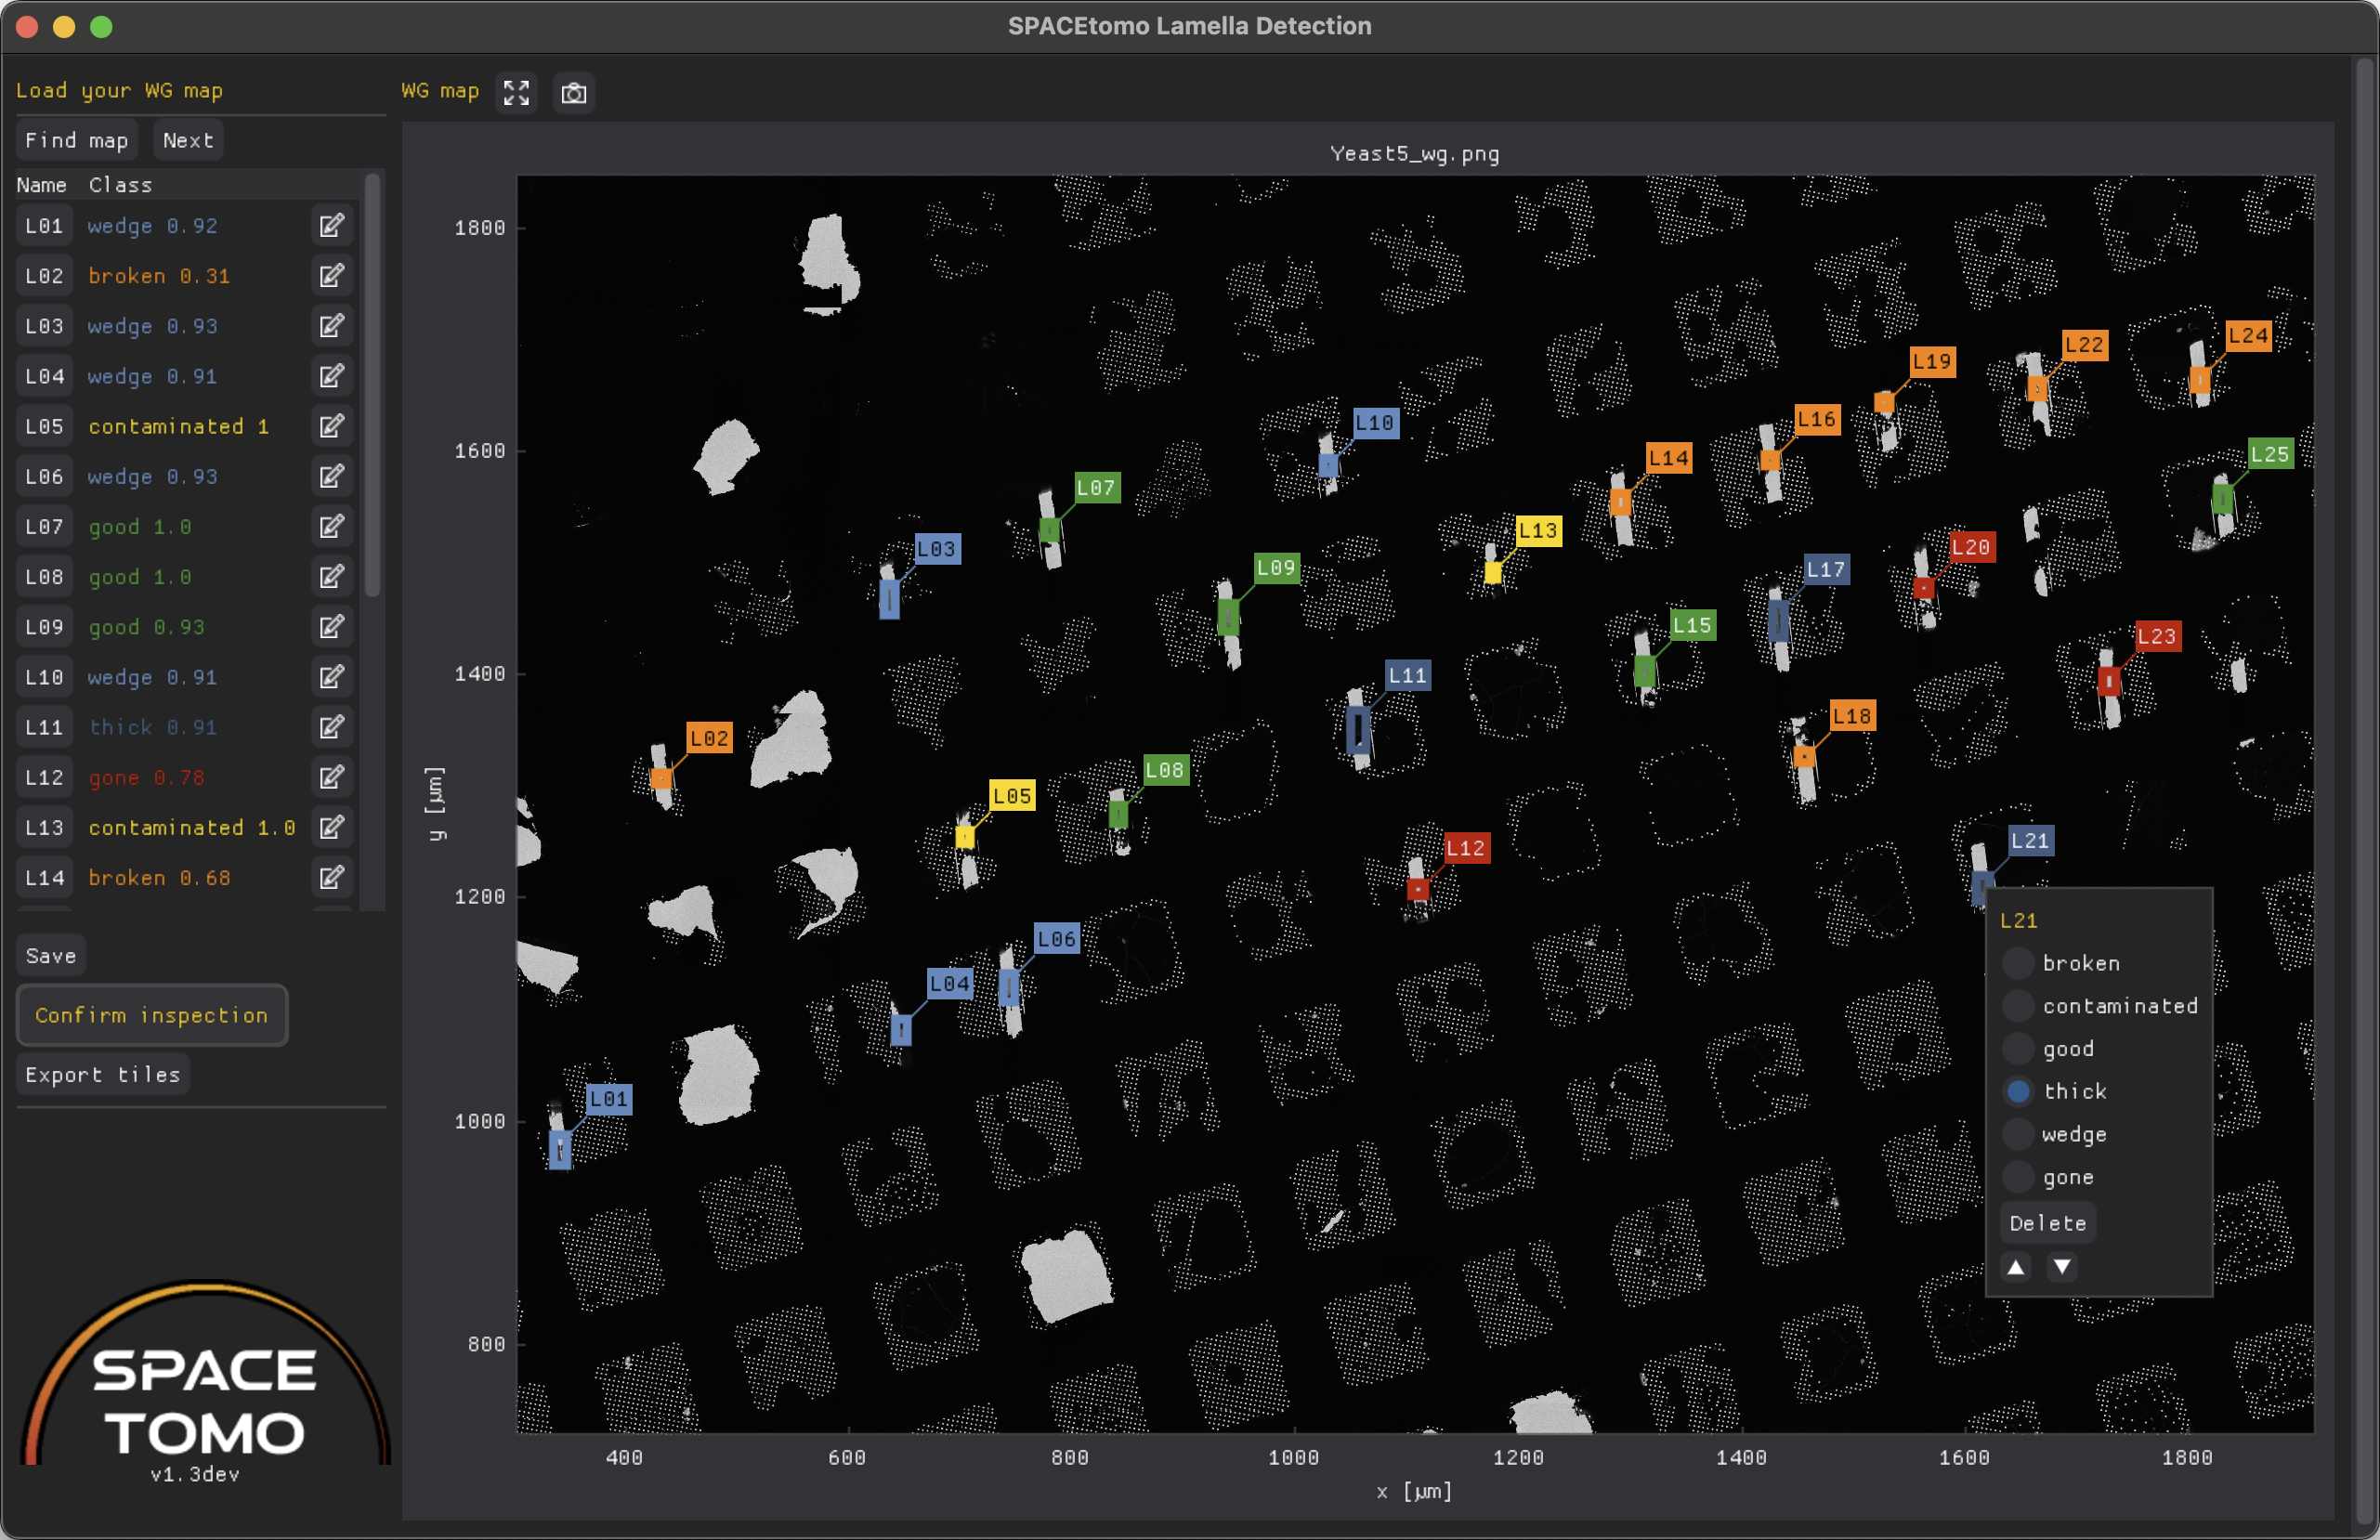 SPACEtomo Lamella Detection
Load your WG map
Find map Next
Name Class
L01 wedge 0.92
L02 broken 0.31
L03 wedge 0.93
L04 wedge 0.91
L05 contaminated 1
L06 wedge 0.93
L07 good 1.0
L08 good 1.0
L09 good 0.93
L10 wedge 0.91
L11 thick 0.91
L12 gone 0.78
L13 contaminated 1.0
L14 broken 0.68
Save
Confirm inspection
Export tiles
SPACE
TOMO
v1.3dev
WG map
Yeast5_wg.png
1800
1600
1400
1200
1000
800
y [µm]
L24
L22
L19
L16
L10
L25
L14
L07
L13
L20
L03
L09
L17
L15
L23
L11
L18
L02
L08
L05
L21
L12
L06
L04
L01
L21
broken
contaminated
good
thick
wedge
gone
Delete
400 600 800 1000 1200 1400 1600 1800
x [µm]